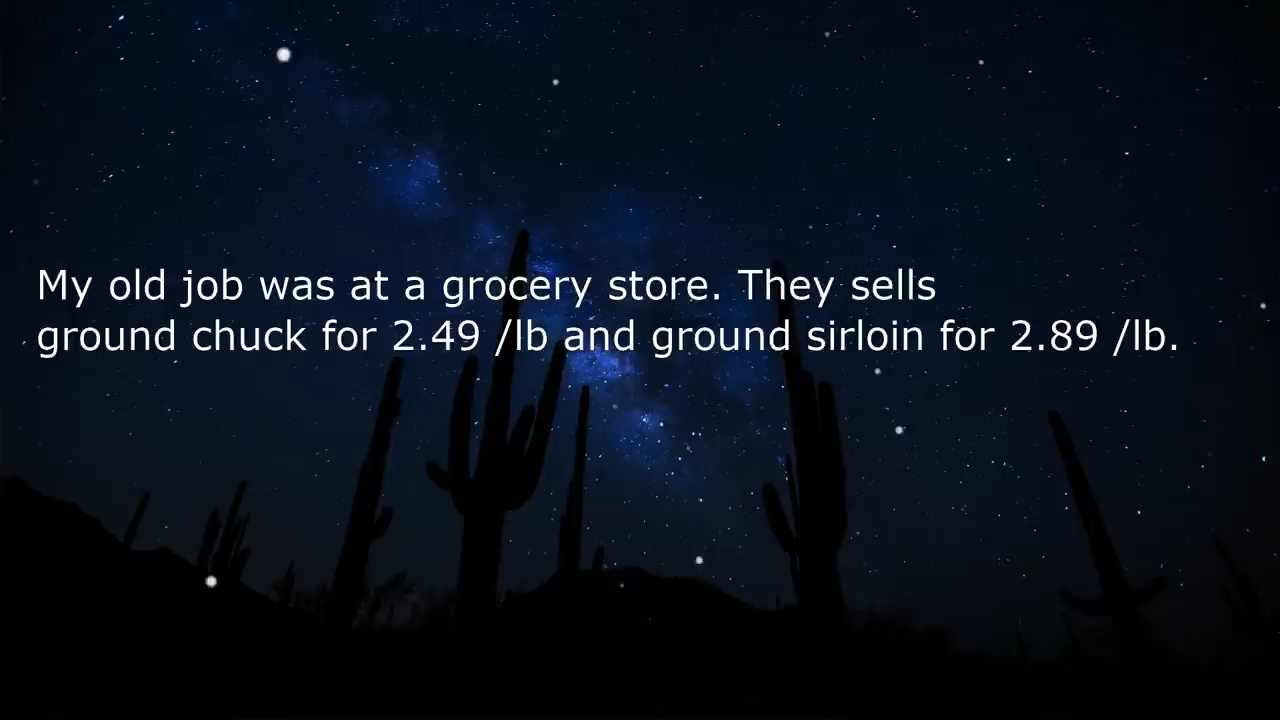 My old job was at a grocery store. They sells
ground chuck for 2.49 /lb and ground sirloin for 2.89 /lb.